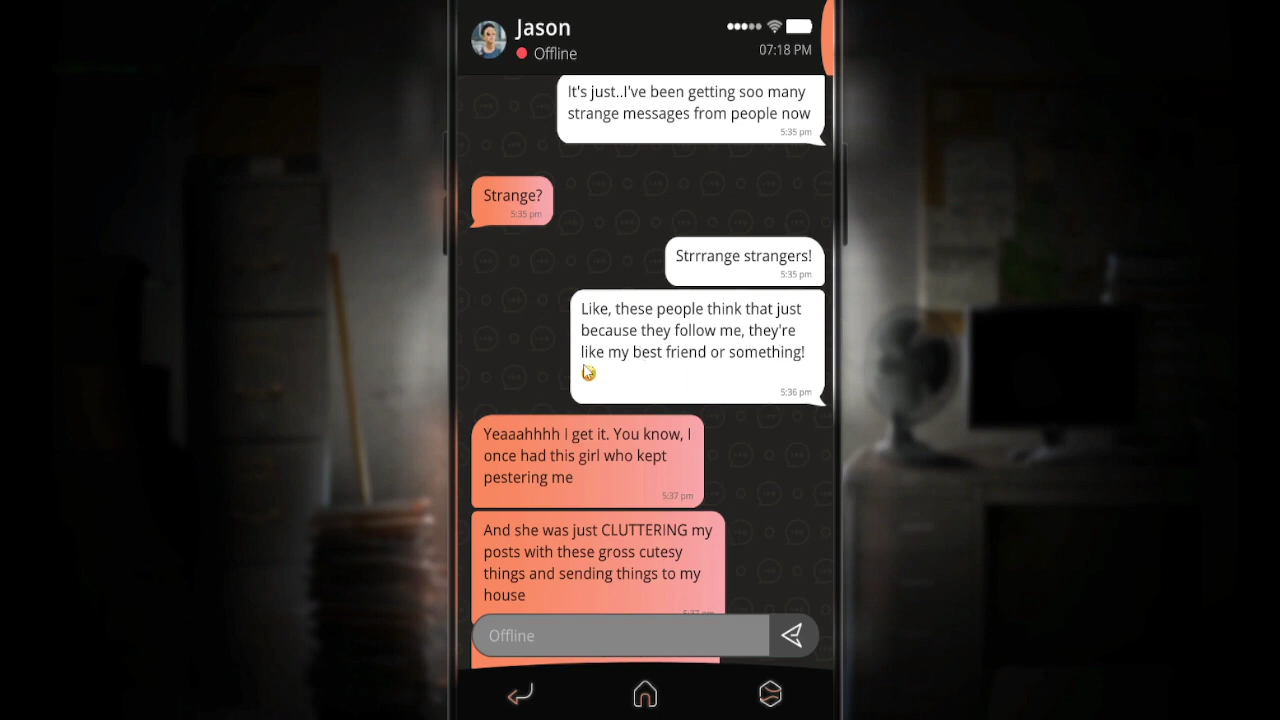 Jason
Offline
07:18 PM
It's just..I've been getting soo many
strange messages from people now
5:35 pm
Strange?
5:35 pm
Strrrange strangers!
5:35 pm
Like, these people think that just
because they follow me, they're
like my best friend or something!
5:36 pm
Yeaaahhhh I get it. You know, I
once had this girl who kept
pestering me
5:37 pm
And she was just CLUTTERING my
posts with these gross cutesy
things and sending things to my
house
5:37 pm
Offline